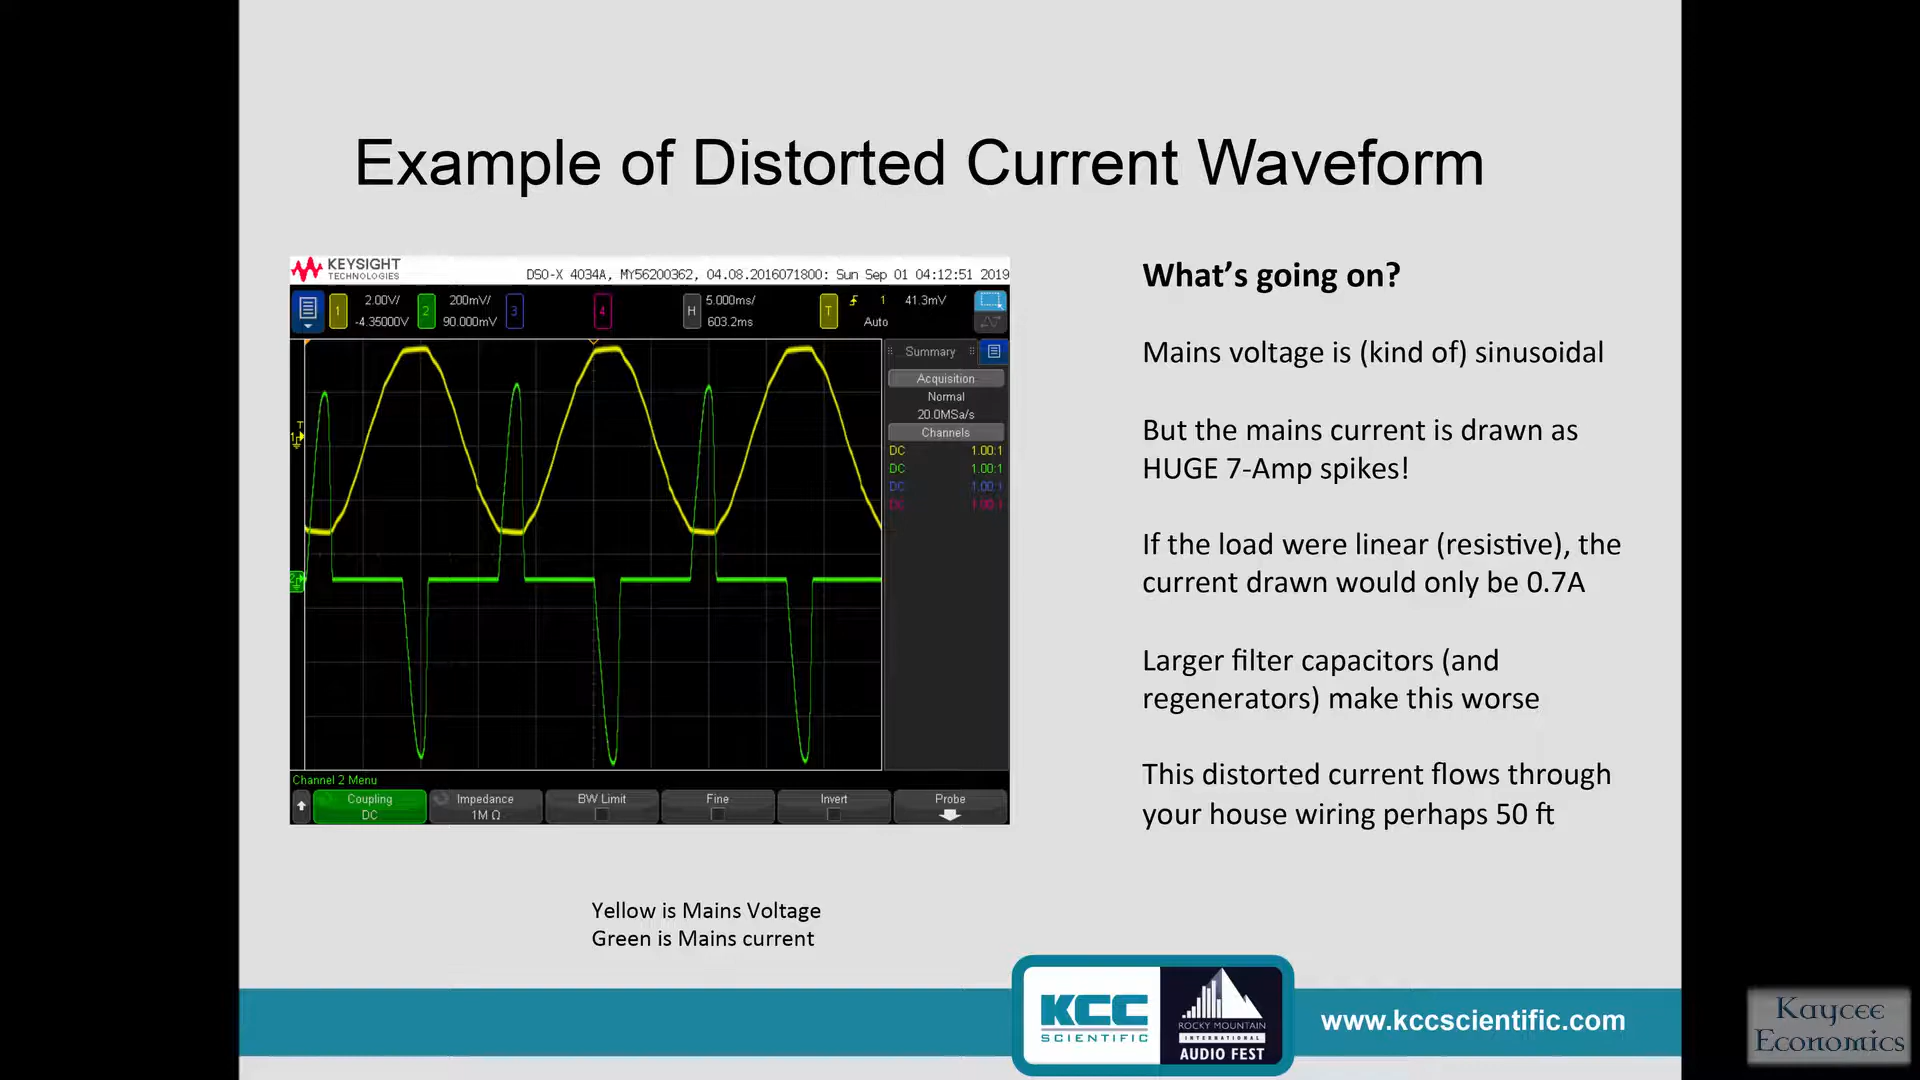 Example of Distorted Current Waveform
KEYSIGHT
TECHNOLOGIES
DSO-X 4034A, MY56200362, 04.08.2016071800: Sun Sep 01 04:12:51 2019
1 2.00V/ 2 200mV/ 3 4 H 5.000ms/ T 1 41.3mV
-4.35000V 90.000mV 603.2ms Auto
Summary
Acquisition
Normal
20.0MSa/s
Channels
DC 1.00:1
DC 1.00:1
DC 1.00:1
DC 1.00:1
Channel 2 Menu
Coupling Impedance BW Limit Fine Invert Probe
DC 1M Ω
Yellow is Mains Voltage
Green is Mains current
What's going on?
Mains voltage is (kind of) sinusoidal
But the mains current is drawn as
HUGE 7-Amp spikes!
If the load were linear (resistive), the
current drawn would only be 0.7A
Larger filter capacitors (and
regenerators) make this worse
This distorted current flows through
your house wiring perhaps 50 ft
KCC
SCIENTIFIC
ROCKY MOUNTAIN
INTERNATIONAL
AUDIO FEST
www.kccscientific.com
Kaycee
Economics